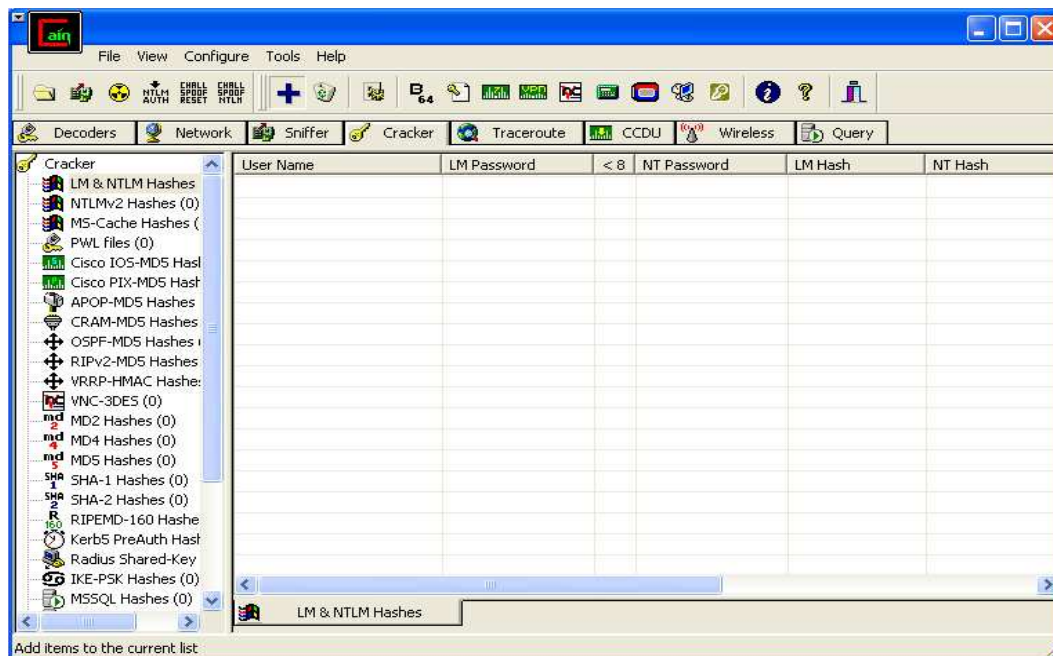 Cain
File View Configure Tools Help
NTLM AUTH CHALL SPOOF RESET CHALL SPOOF NTLM B 64
Decoders Network Sniffer Cracker Traceroute CCDU Wireless Query
Cracker
LM & NTLM Hashes
NTLMv2 Hashes (0)
MS-Cache Hashes (
PWL files (0)
Cisco IOS-MD5 Hasl
Cisco PIX-MD5 Hash
APOP-MD5 Hashes
CRAM-MD5 Hashes
OSPF-MD5 Hashes (
RIPv2-MD5 Hashes
VRRP-HMAC Hashe
VNC-3DES (0)
MD2 Hashes (0)
MD4 Hashes (0)
MD5 Hashes (0)
SHA-1 Hashes (0)
SHA-2 Hashes (0)
RIPEMD-160 Hashe
Kerb5 PreAuth Hash
Radius Shared-Key
IKE-PSK Hashes (0)
MSSQL Hashes (0)
User Name LM Password < 8 NT Password LM Hash NT Hash
LM & NTLM Hashes
Add items to the current list